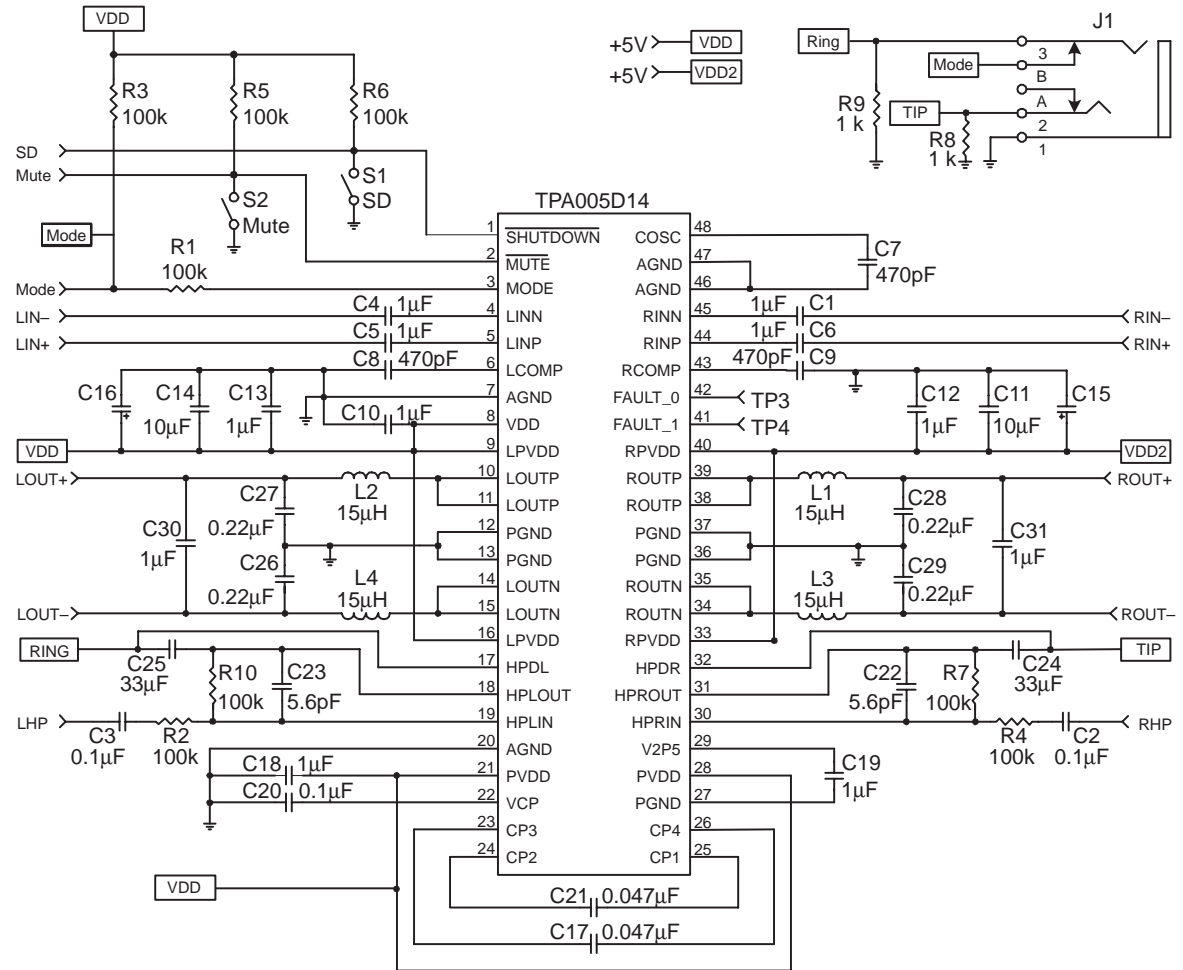 VDD
R3
100k
R5
100k
R6
100k
SD
Mute
S1
SD
S2
Mute
Mode
R1
100k
Mode
+5V VDD
+5V VDD2
J1
Ring
3
Mode
B
R9
1 k
TIP
A
R8
1 k
2
1
TPA005D14
1 SHUTDOWN
2 MUTE
3 MODE
4 LINN
5 LINP
6 LCOMP
7 AGND
8 VDD
9 LPVDD
10 LOUTP
11 LOUTP
12 PGND
13 PGND
14 LOUTN
15 LOUTN
16 LPVDD
17 HPDL
18 HPLOUT
19 HPLIN
20 AGND
21 PVDD
22 VCP
23 CP3
24 CP2
COSC 48
AGND 47
AGND 46
RINN 45
RINP 44
RCOMP 43
FAULT_0 42
FAULT_1 41
RPVDD 40
ROUTP 39
ROUTP 38
PGND 37
PGND 36
ROUTN 35
ROUTN 34
RPVDD 33
HPDR 32
HPROUT 31
HPRIN 30
V2P5 29
PVDD 28
PGND 27
CP4 26
CP1 25
LIN–
C4 1µF
LIN+
C5 1µF
C8 470pF
C16
+
C14
10µF
C13
1µF
C10 1µF
VDD
LOUT+
C27
0.22µF
L2
15µH
C30
1µF
C26
0.22µF
L4
15µH
LOUT–
RING
C25
33µF
R10
100k
C23
5.6pF
LHP
C3
0.1µF
R2
100k
C18 1µF
C20 0.1µF
VDD
C21 0.047µF
C17 0.047µF
C7
470pF
1µF C1
RIN–
1µF C6
RIN+
470pF C9
TP3
TP4
C12
1µF
C11
10µF
C15
+
VDD2
ROUT+
L1
15µH
C28
0.22µF
C31
1µF
C29
0.22µF
L3
15µH
ROUT–
TIP
C24
33µF
C22
5.6pF
R7
100k
RHP
R4
100k
C2
0.1µF
C19
1µF